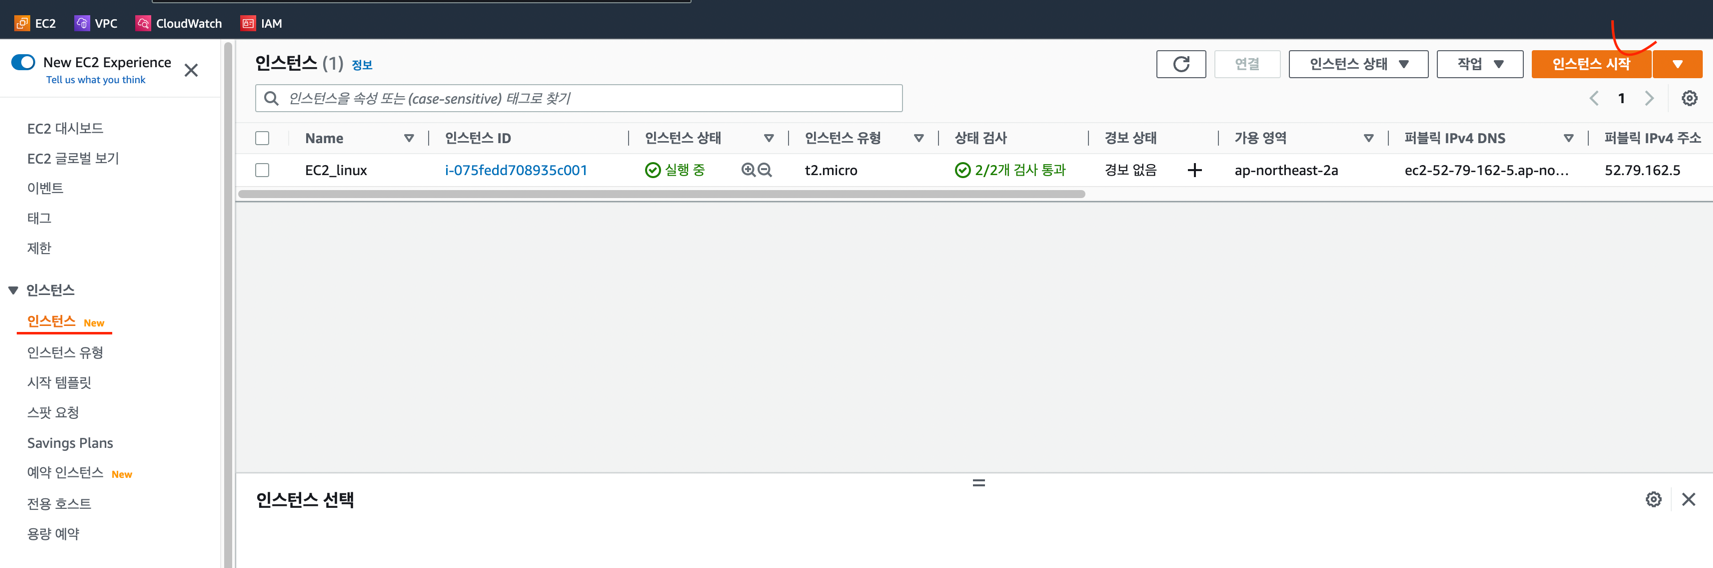 EC2 VPC CloudWatch IAM
New EC2 Experience
Tell us what you think
EC2 대시보드
EC2 글로벌 보기
이벤트
태그
제한
인스턴스
인스턴스 New
인스턴스 유형
시작 템플릿
스팟 요청
Savings Plans
예약 인스턴스 New
전용 호스트
용량 예약
인스턴스 (1) 정보
연결 인스턴스 상태 작업 인스턴스 시작
인스턴스을 속성 또는 (case-sensitive) 태그로 찾기
1
Name 인스턴스 ID 인스턴스 상태 인스턴스 유형 상태 검사 경보 상태 가용 영역 퍼블릭 IPv4 DNS 퍼블릭 IPv4 주소
EC2_linux i-075fedd708935c001 실행 중 t2.micro 2/2개 검사 통과 경보 없음 ap-northeast-2a ec2-52-79-162-5.ap-no... 52.79.162.5
인스턴스 선택